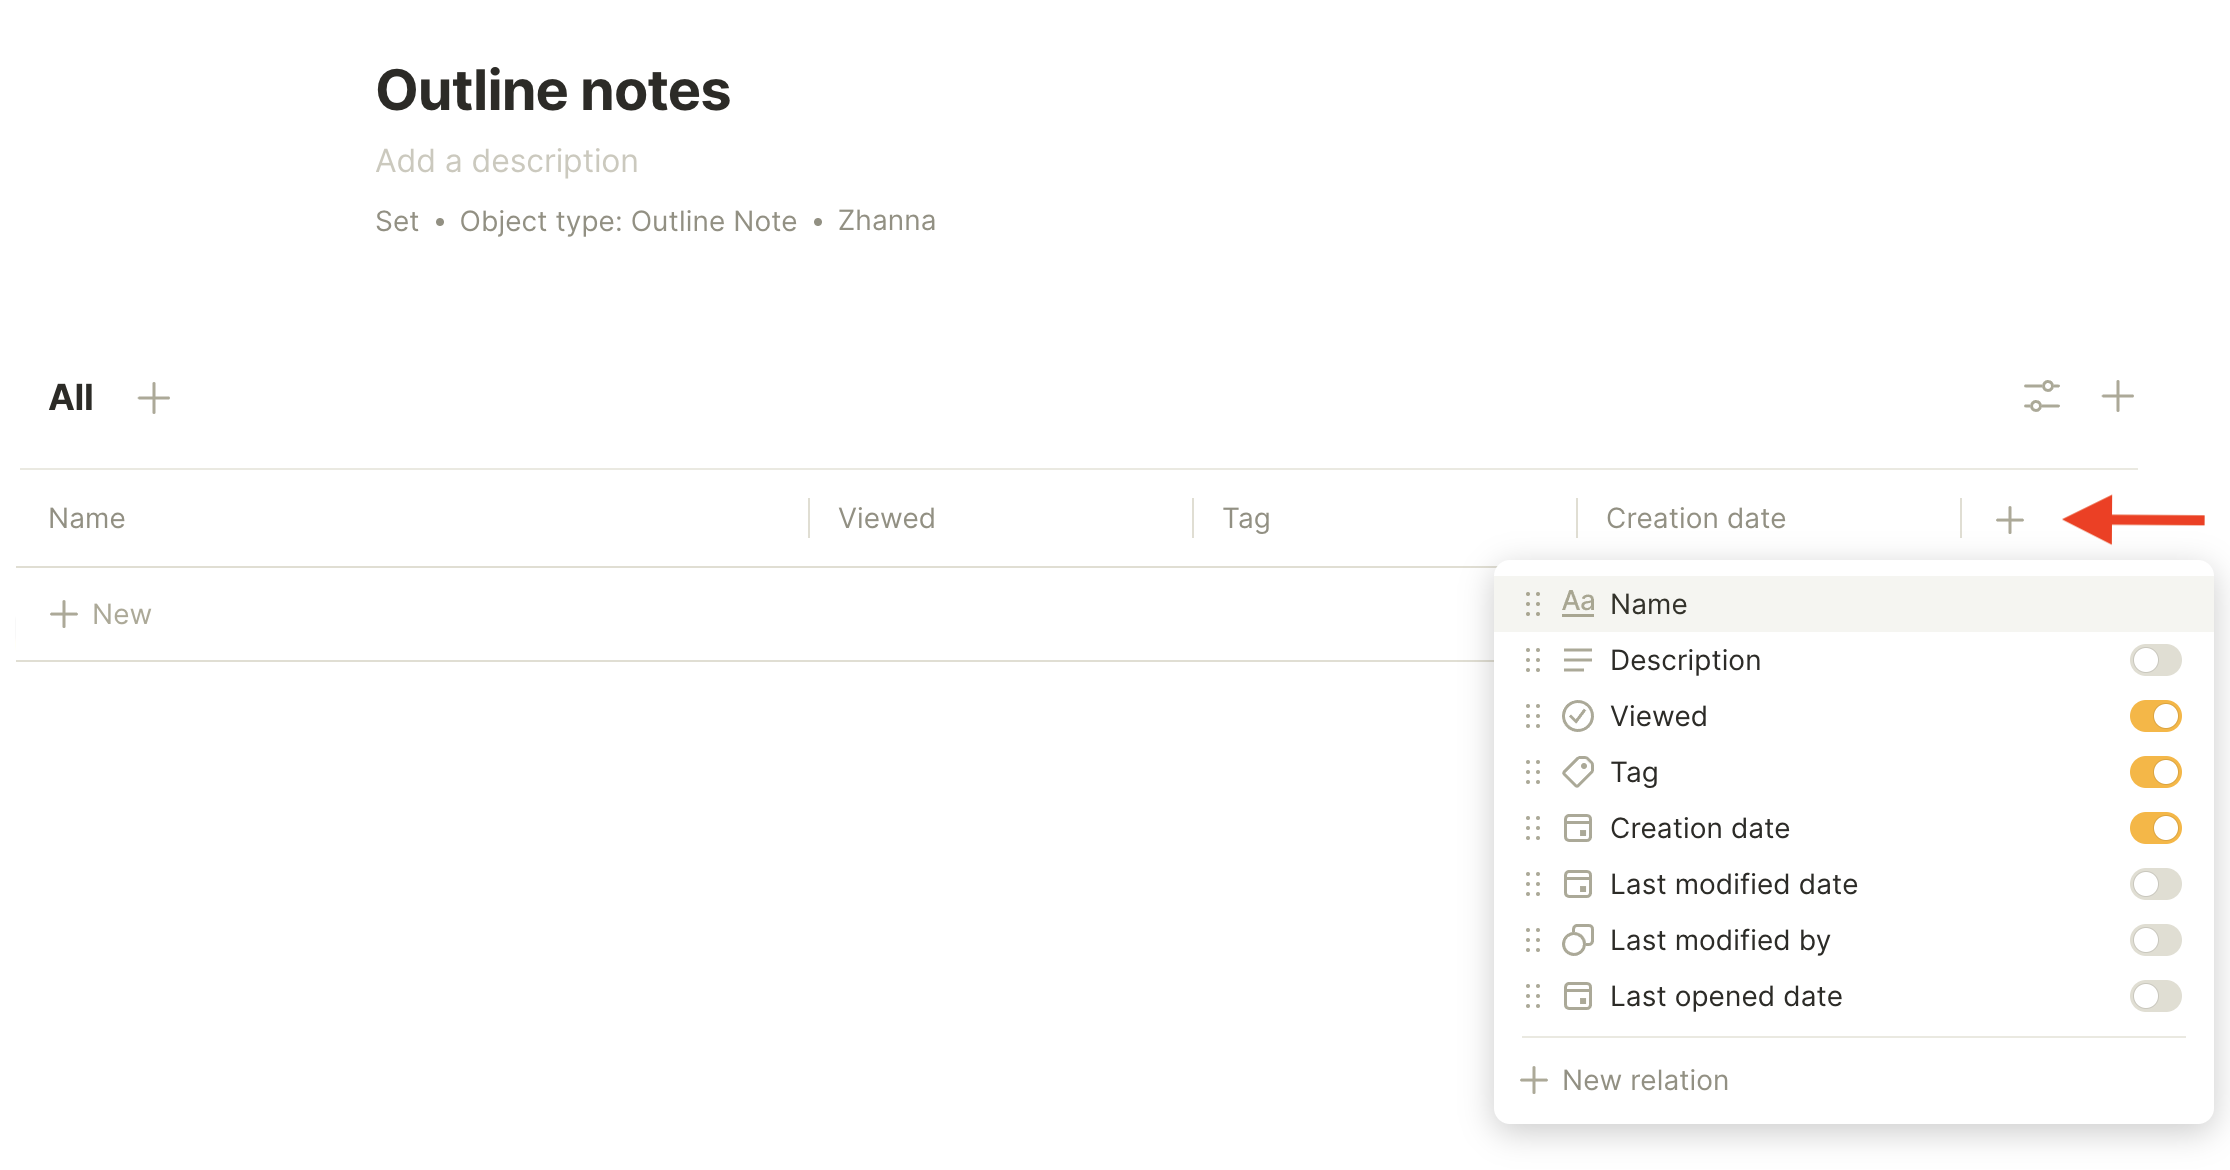 Outline notes
Add a description
Set • Object type: Outline Note • Zhanna
All
Name Viewed Tag Creation date
New
Aa Name
Description
Viewed
Tag
Creation date
Last modified date
Last modified by
Last opened date
New relation